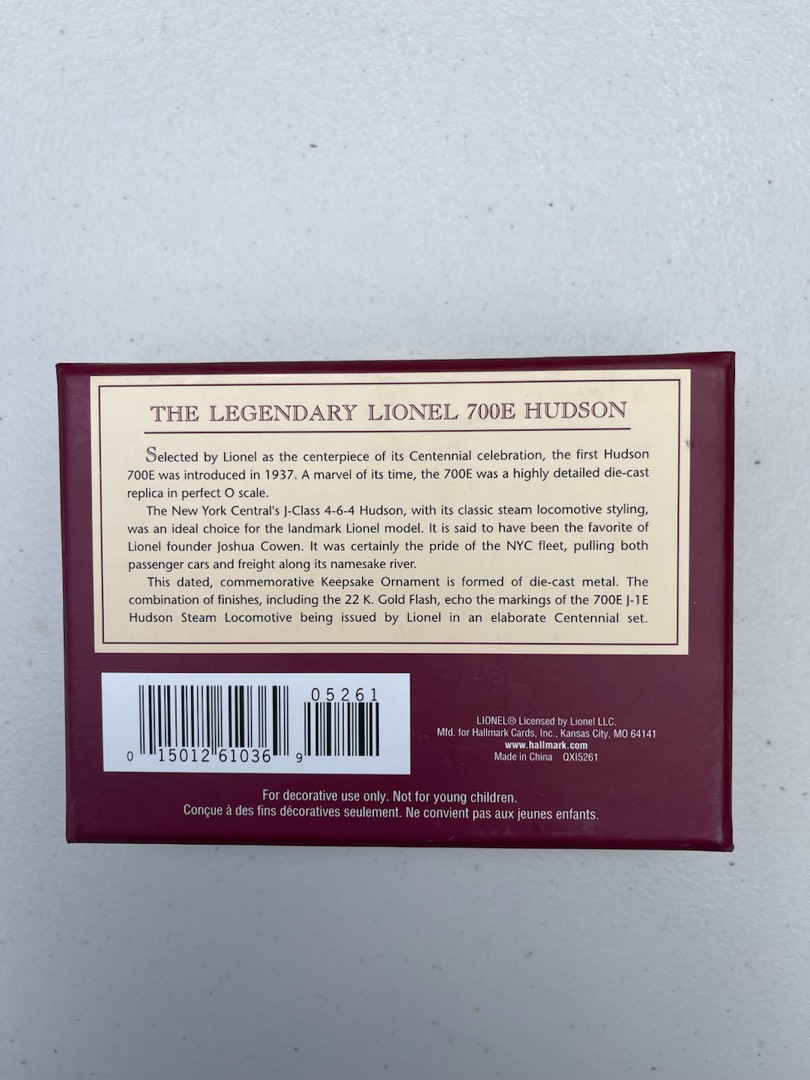 THE LEGENDARY LIONEL 700E HUDSON
Selected by Lionel as the centerpiece of its Centennial celebration, the first Hudson
700E was introduced in 1937. A marvel of its time, the 700E was a highly detailed die-cast
replica in perfect O scale.
The New York Central's J-Class 4-6-4 Hudson, with its classic steam locomotive styling,
was an ideal choice for the landmark Lionel model. It is said to have been the favorite of
Lionel founder Joshua Cowen. It was certainly the pride of the NYC fleet, pulling both
passenger cars and freight along its namesake river.
This dated, commemorative Keepsake Ornament is formed of die-cast metal. The
combination of finishes, including the 22 K. Gold Flash, echo the markings of the 700E J-1E
Hudson Steam Locomotive being issued by Lionel in an elaborate Centennial set.
05261
0 15012 61036 9
LIONEL® Licensed by Lionel LLC.
Mfd. for Hallmark Cards, Inc., Kansas City, MO 64141
www.hallmark.com
Made in China QXI5261
For decorative use only. Not for young children.
Conçue à des fins décoratives seulement. Ne convient pas aux jeunes enfants.